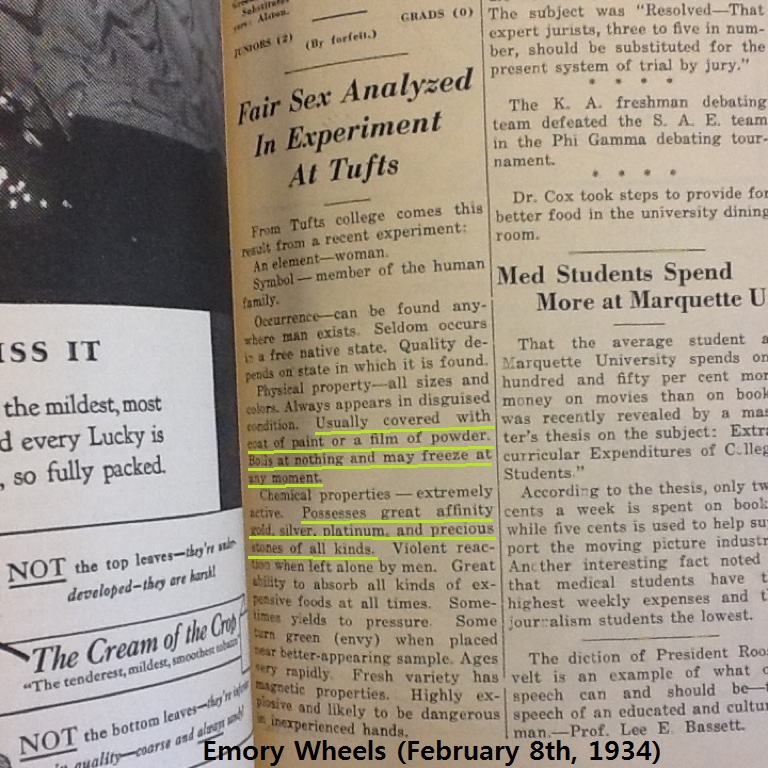 ISS IT
the mildest, most
d every Lucky is
, so fully packed.
NOT the top leaves—they're under-
developed—they are harsh!
The Cream of the Crop
"The tenderest, mildest, smoothest tobacco
NOT the bottom leaves—they're inferior
in quality—coarse and always sandy!
Substitutes
Alston.
JUNIORS (2) GRADS (0)
(By forfeit.)
Fair Sex Analyzed
In Experiment
At Tufts
From Tufts college comes this
result from a recent experiment:
An element—woman.
Symbol — member of the human
family.
Occurrence—can be found any-
where man exists. Seldom occurs
in a free native state. Quality de-
pends on state in which it is found.
Physical property—all sizes and
colors. Always appears in disguised
condition. Usually covered with
coat of paint or a film of powder.
Boils at nothing and may freeze at
any moment.
Chemical properties — extremely
active. Possesses great affinity
gold, silver, platinum, and precious
stones of all kinds. Violent reac-
tion when left alone by men. Great
ability to absorb all kinds of ex-
pensive foods at all times. Some-
times yields to pressure. Some
turn green (envy) when placed
near better-appearing sample. Ages
very rapidly. Fresh variety has
magnetic properties. Highly ex-
plosive and likely to be dangerous
in inexperienced hands.
The subject was "Resolved—That
expert jurists, three to five in num-
ber, should be substituted for the
present system of trial by jury."
* * * *
The K. A. freshman debating
team defeated the S. A. E. team
in the Phi Gamma debating tour-
nament.
* * * *
Dr. Cox took steps to provide for
better food in the university dining
room.
Med Students Spend
More at Marquette U
That the average student a
Marquette University spends on
hundred and fifty per cent mor
money on movies than on book
was recently revealed by a mas
ter's thesis on the subject: Extra
curricular Expenditures of Colleg
Students."
According to the thesis, only tw
cents a week is spent on book
while five cents is used to help su
port the moving picture industr
Another interesting fact noted
that medical students have t
highest weekly expenses and t
journalism students the lowest.
The diction of President Roos
velt is an example of what o
speech can and should be—t
speech of an educated and cultur
man.—Prof. Lee E. Bassett.
Emory Wheels (February 8th, 1934)